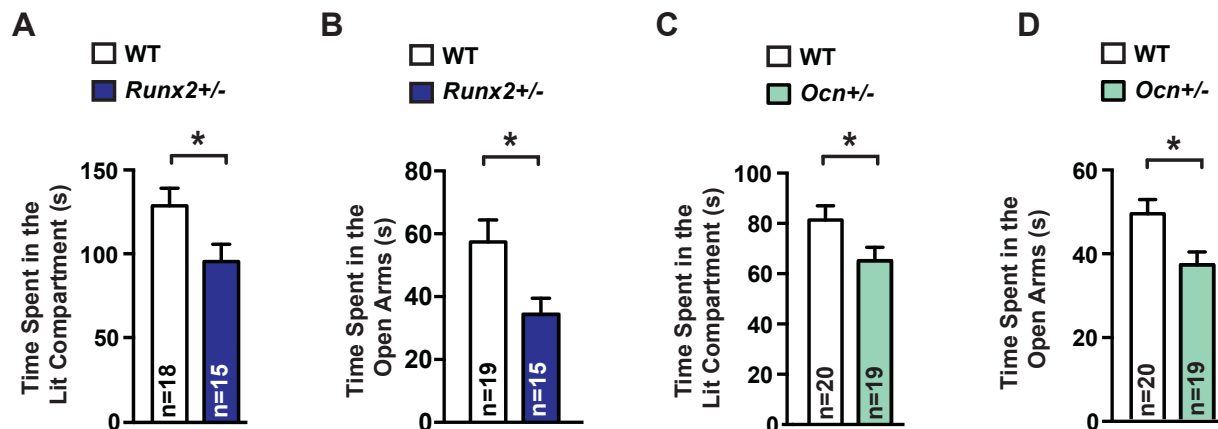 A
WT
Runx2+/-
*
Time Spent in the
Lit Compartment (s)
150
100
50
0
n=18
n=15
B
WT
Runx2+/-
*
Time Spent in the
Open Arms (s)
80
60
40
20
0
n=19
n=15
C
WT
Ocn+/-
*
Time Spent in the
Lit Compartment (s)
100
80
60
40
20
0
n=20
n=19
D
WT
Ocn+/-
*
Time Spent in the
Open Arms (s)
60
40
20
0
n=20
n=19